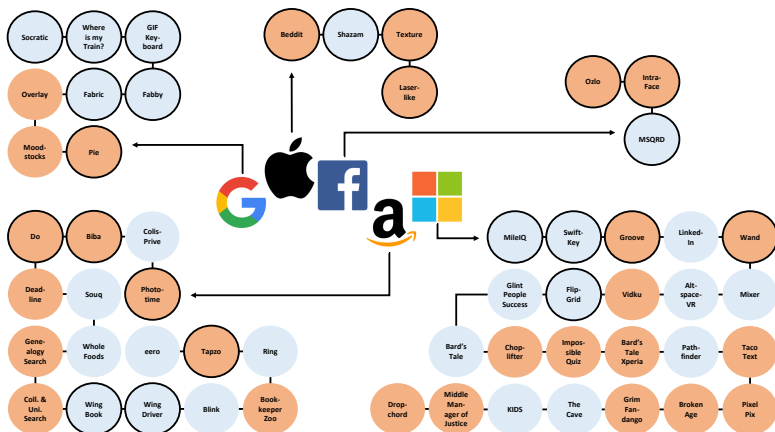 Socratic
Where
is my
Train?
GIF
Key-
board
Overlay
Fabric
Fabby
Mood-
stocks
Pie
Beddit
Shazam
Texture
Laser-
like
Ozlo
Intra-
Face
MSQRD
G
f
a
Do
Biba
Colis-
Prive
Dead-
line
Souq
Photo-
time
Gene-
alogy
Search
Whole
Foods
eero
Tapzo
Ring
Coll. &
Uni.
Search
Wing
Book
Wing
Driver
Blink
Book-
keeper
Zoo
MileIQ
Swift-
Key
Groove
Linked-
In
Wand
Glint
People
Success
Flip-
Grid
Vidku
Alt-
space-
VR
Mixer
Bard's
Tale
Chop-
lifter
Impos-
sible
Quiz
Bard's
Tale
Xperia
Path-
finder
Taco
Text
Drop-
chord
Middle
Man-
ager of
Justice
KIDS
The
Cave
Grim
Fan-
dango
Broken
Age
Pixel
Pix